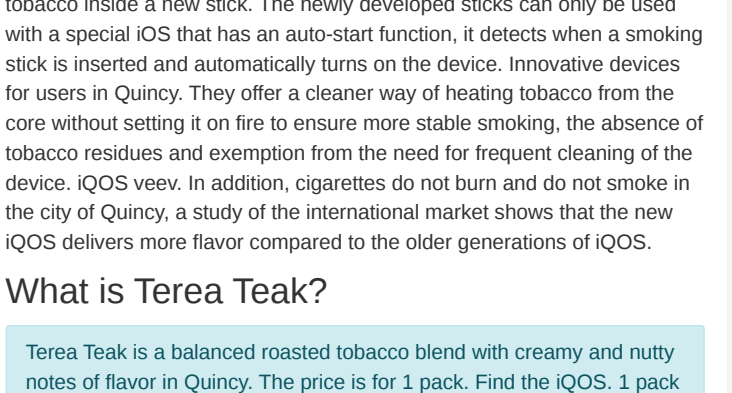 tobacco inside a new stick. The newly developed sticks can only be used
with a special iOS that has an auto-start function, it detects when a smoking
stick is inserted and automatically turns on the device. Innovative devices
for users in Quincy. They offer a cleaner way of heating tobacco from the
core without setting it on fire to ensure more stable smoking, the absence of
tobacco residues and exemption from the need for frequent cleaning of the
device. iQOS veev. In addition, cigarettes do not burn and do not smoke in
the city of Quincy, a study of the international market shows that the new
iQOS delivers more flavor compared to the older generations of iQOS.
What is Terea Teak?
Terea Teak is a balanced roasted tobacco blend with creamy and nutty
notes of flavor in Quincy. The price is for 1 pack. Find the iQOS. 1 pack